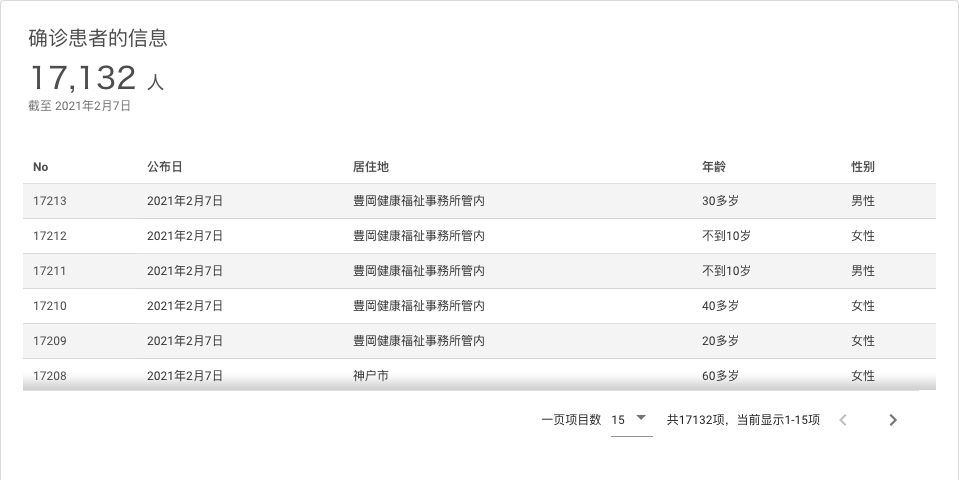 确诊患者的信息
17,132 人
截至 2021年2月7日
No 公布日 居住地 年龄 性别
17213 2021年2月7日 豊岡健康福祉事務所管内 30多岁 男性
17212 2021年2月7日 豊岡健康福祉事務所管内 不到10岁 女性
17211 2021年2月7日 豊岡健康福祉事務所管内 不到10岁 男性
17210 2021年2月7日 豊岡健康福祉事務所管内 40多岁 女性
17209 2021年2月7日 豊岡健康福祉事務所管内 20多岁 女性
17208 2021年2月7日 神户市 60多岁 女性
一页项目数 15 共17132项，当前显示1-15项